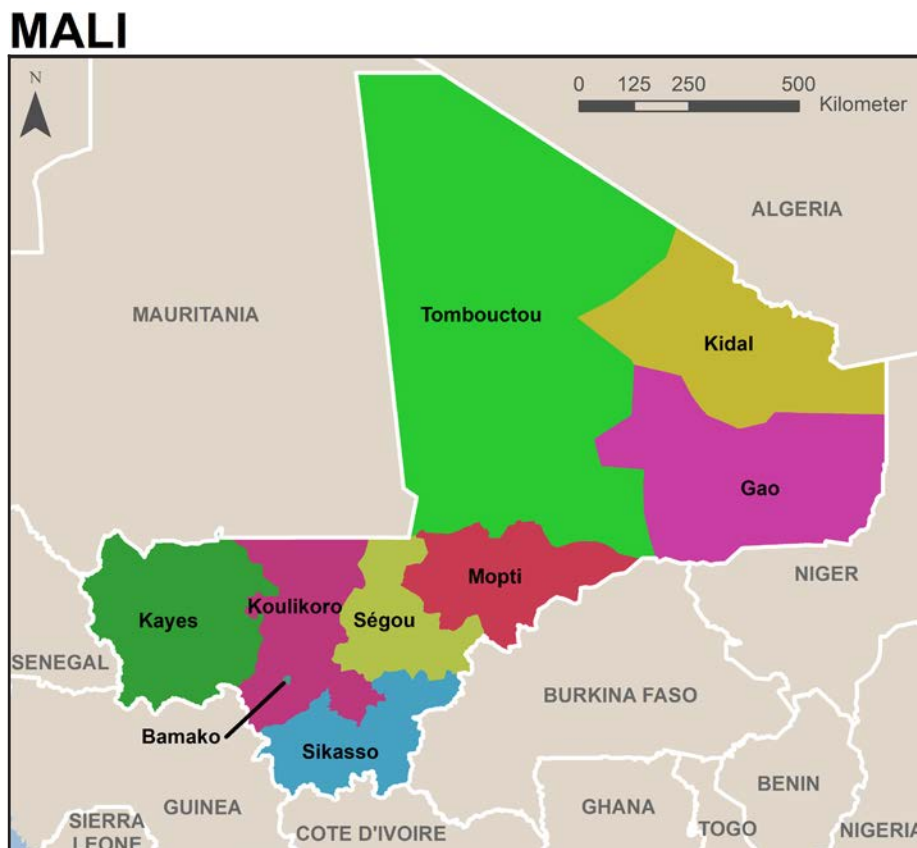 MALI
N
0 125 250 500
Kilometer
ALGERIA
MAURITANIA
Tombouctou
Kidal
Gao
Mopti
NIGER
Koulikoro
Kayes
Ségou
SENEGAL
BURKINA FASO
Bamako
Sikasso
BENIN
GUINEA
GHANA
SIERRA
LEONE
COTE D'IVOIRE
TOGO
NIGERIA